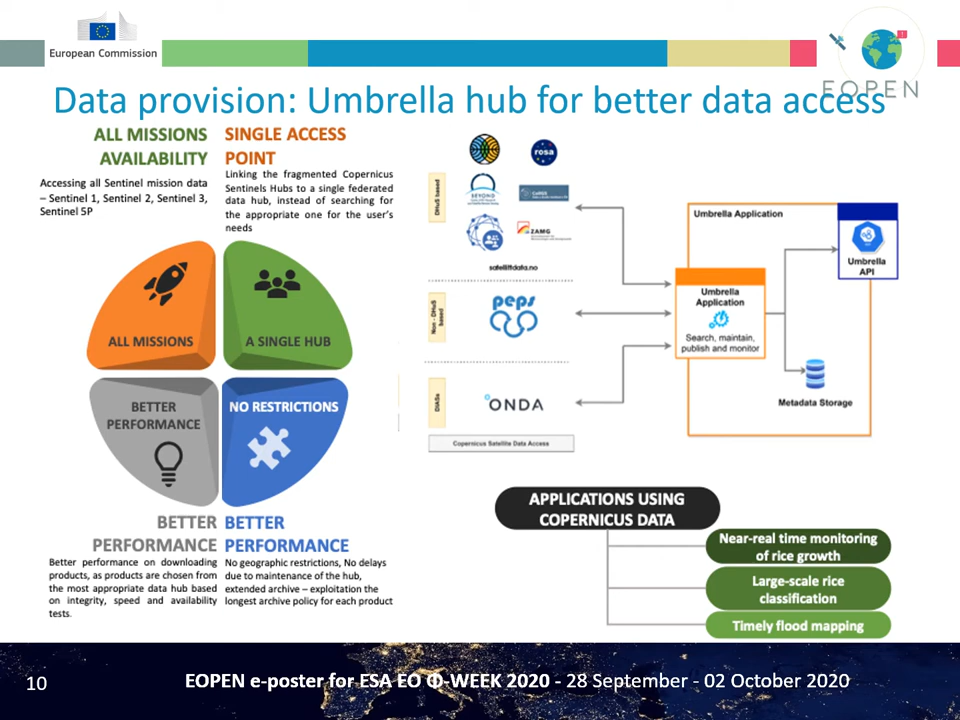 European Commission
EOPEN
Data provision: Umbrella hub for better data access
ALL MISSIONS
AVAILABILITY
Accessing all Sentinel mission data
– Sentinel 1, Sentinel 2, Sentinel 3,
Sentinel 5P
SINGLE ACCESS
POINT
Linking the fragmented Copernicus
Sentinels Hubs to a single federated
data hub, instead of searching for
the appropriate one for the user's
needs
ALL MISSIONS
A SINGLE HUB
BETTER
PERFORMANCE
NO RESTRICTIONS
BETTER
PERFORMANCE
Better performance on downloading
products, as products are chosen from
the most appropriate data hub based
on integrity, speed and availability
tests.
BETTER
PERFORMANCE
No geographic restrictions, No delays
due to maintenance of the hub,
extended archive – exploitation the
longest archive policy for each product
DHuS based
rosa
BEYOND
ZAMG
satellittdata.no
Non - DHuS
based
peps
DIASs
ONDA
Copernicus Satellite Data Access
Umbrella Application
Umbrella
Application
Search, maintain,
publish and monitor
Umbrella
API
Metadata Storage
APPLICATIONS USING
COPERNICUS DATA
Near-real time monitoring
of rice growth
Large-scale rice
classification
Timely flood mapping
10
EOPEN e-poster for ESA EO Φ-WEEK 2020 - 28 September - 02 October 2020